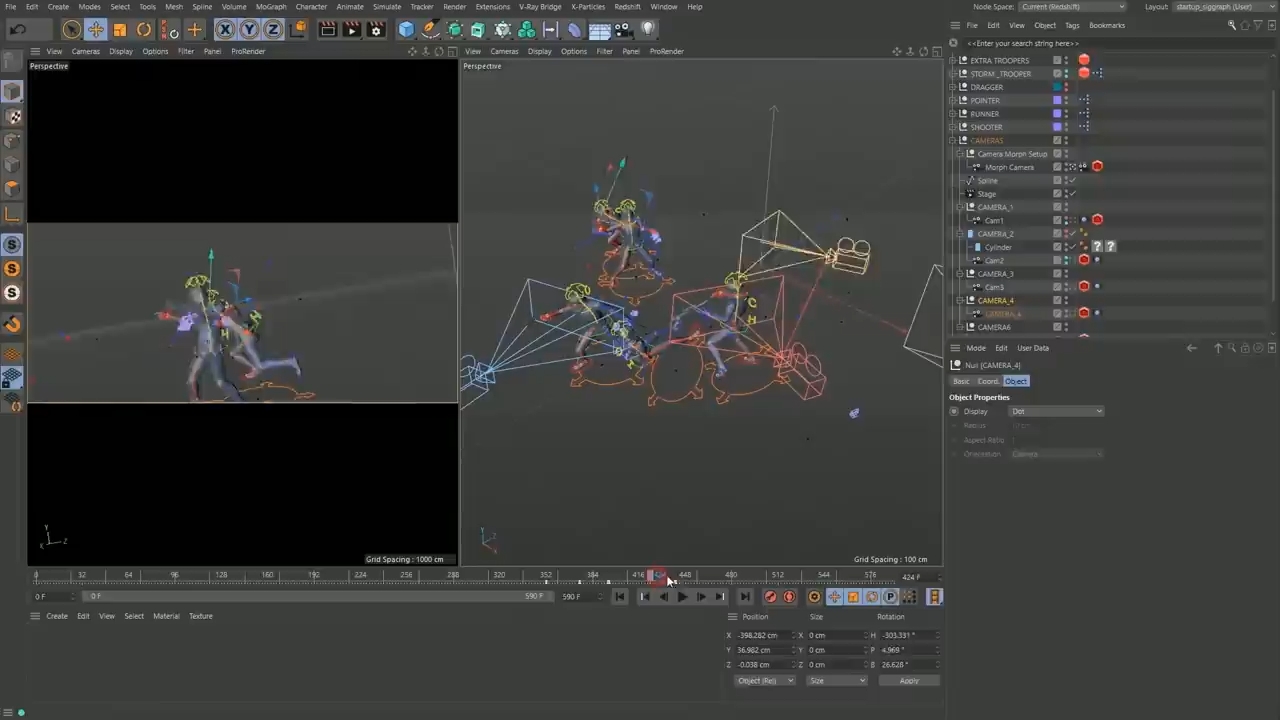 File Edit Create Modes Select Tools Mesh Spline Volume MoGraph Character Animate Simulate Tracker Render Extensions V-Ray Bridge X-Particles Redshift Window Help
Node Space: Current (Redshift) Layout: startup_siggraph (User)
View Cameras Display Options Filter Panel ProRender
View Cameras Display Options Filter Panel ProRender
File Edit View Object Tags Bookmarks
<<Enter your search string here>>
Perspective
Perspective
EXTRA TROOPERS
STORM_TROOPER
DRAGGER
POINTER
RUNNER
SHOOTER
CAMERAS
Camera Morph Setup
Morph Camera
Spline
Stage
CAMERA_1
Cam1
CAMERA_2
Cylinder
Cam2
CAMERA_3
Cam3
CAMERA_4
CAMERA_4
CAMERA6
Mode Edit User Data
Null [CAMERA_4]
Basic Coord. Object
Object Properties
Display Dot
Radius
Aspect Ratio
Orientation Camera
Grid Spacing : 1000 cm
Grid Spacing : 100 cm
0 32 64 96 128 160 192 224 256 288 320 352 384 416 424 448 480 512 544 576 424 F
0 F 0 F 590 F 590 F
Create Edit View Select Material Texture
Position Size Rotation
X -398.282 cm X 0 cm H -303.331 °
Y 36.982 cm Y 0 cm P 4.969 °
Z -0.038 cm Z 0 cm B 26.628 °
Object (Rel) Size Apply